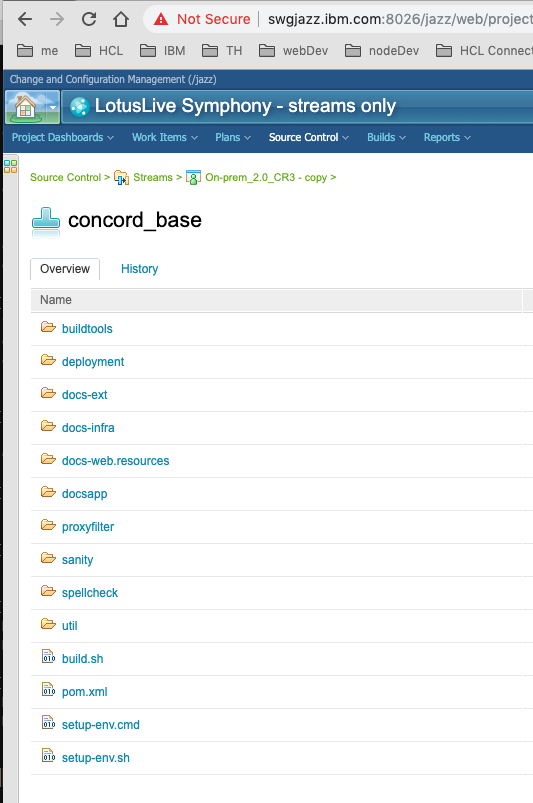 Not Secure | swgjazz.ibm.com:8026/jazz/web/project
me HCL IBM TH webDev nodeDev HCL Connect
Change and Configuration Management (/jazz)
LotusLive Symphony - streams only
Project Dashboards Work Items Plans Source Control Builds Reports
Source Control > Streams > On-prem_2.0_CR3 - copy >
concord_base
Overview History
Name
buildtools
deployment
docs-ext
docs-infra
docs-web.resources
docsapp
proxyfilter
sanity
spellcheck
util
build.sh
pom.xml
setup-env.cmd
setup-env.sh